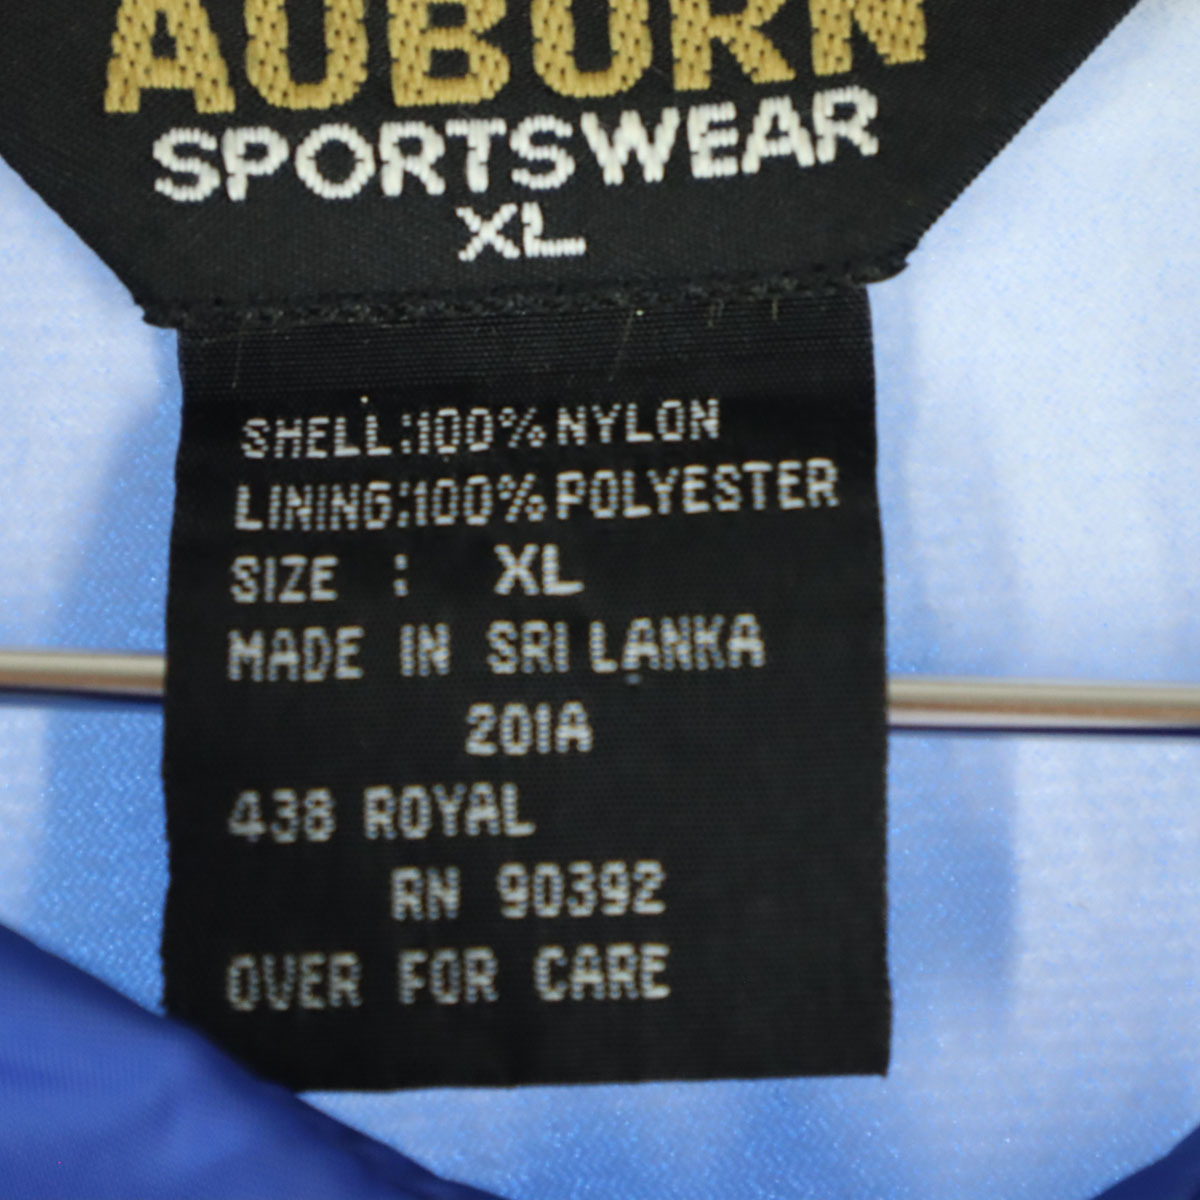 AUBURN
SPORTSWEAR
XL
SHELL:100% NYLON
LINING:100% POLYESTER
SIZE : XL
MADE IN SRI LANKA
201A
438 ROYAL
RN 90392
OVER FOR CARE